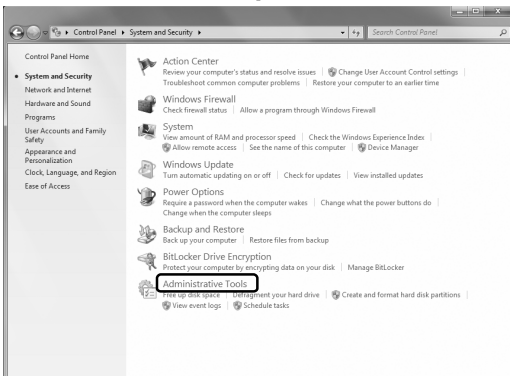 Control Panel ▸ System and Security ▸
Search Control Panel
Control Panel Home
System and Security
Network and Internet
Hardware and Sound
Programs
User Accounts and Family
Safety
Appearance and
Personalization
Clock, Language, and Region
Ease of Access
Action Center
Review your computer's status and resolve issues | Change User Account Control settings |
Troubleshoot common computer problems | Restore your computer to an earlier time
Windows Firewall
Check firewall status | Allow a program through Windows Firewall
System
View amount of RAM and processor speed | Check the Windows Experience Index |
Allow remote access | See the name of this computer | Device Manager
Windows Update
Turn automatic updating on or off | Check for updates | View installed updates
Power Options
Require a password when the computer wakes | Change what the power buttons do |
Change when the computer sleeps
Backup and Restore
Back up your computer | Restore files from backup
BitLocker Drive Encryption
Protect your computer by encrypting data on your disk | Manage BitLocker
Administrative Tools
Free up disk space | Defragment your hard drive | Create and format hard disk partitions |
View event logs | Schedule tasks